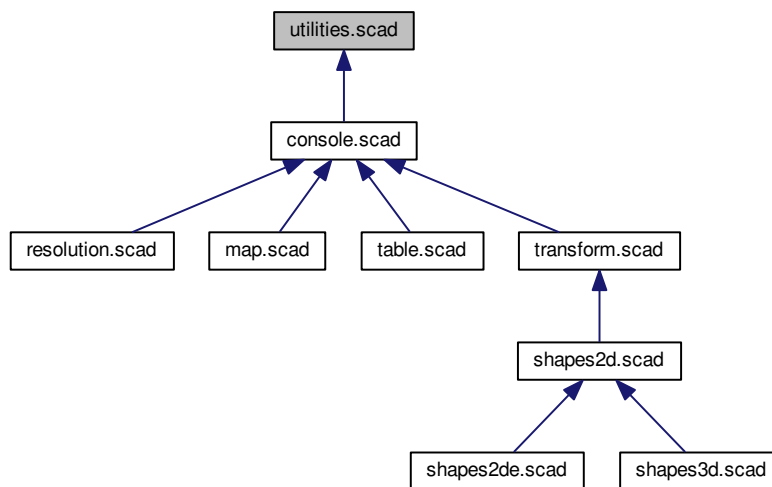 utilities.scad
console.scad
resolution.scad
map.scad
table.scad
transform.scad
shapes2d.scad
shapes2de.scad
shapes3d.scad